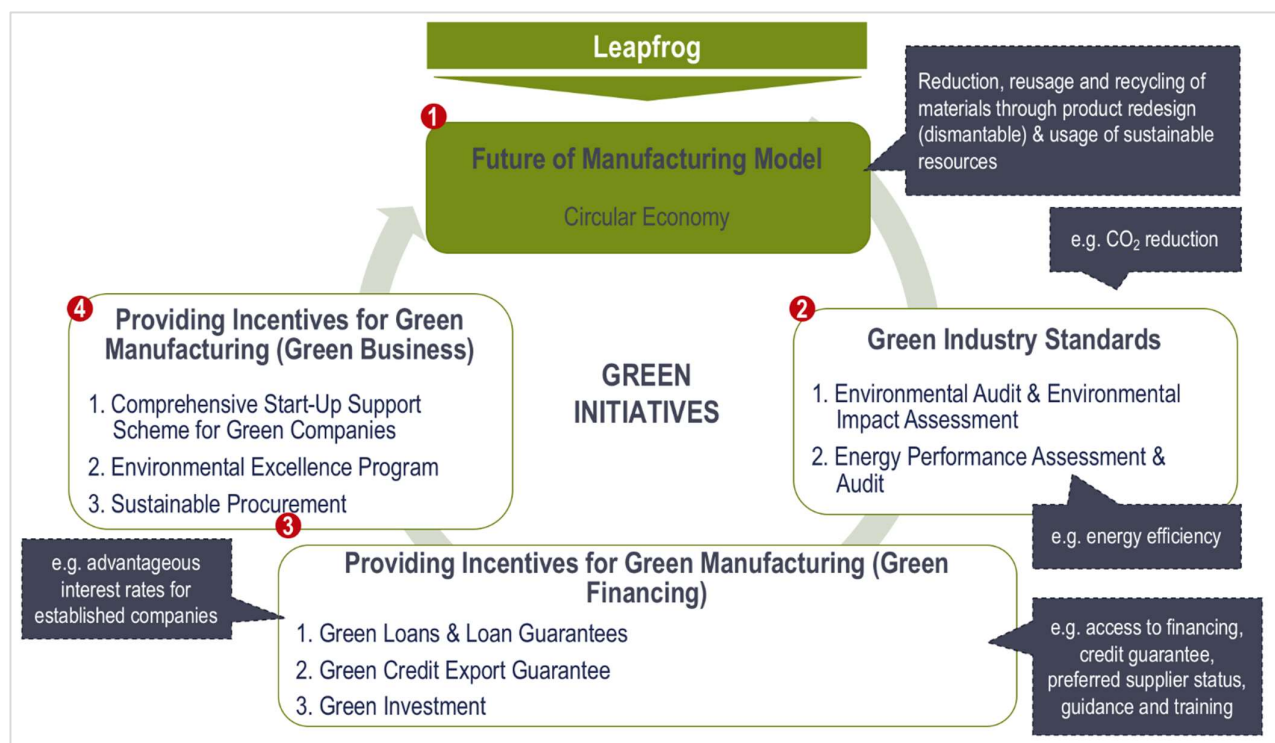 Leapfrog
1
Future of Manufacturing Model
Circular Economy
Reduction, reusage and recycling of
materials through product redesign
(dismantable) & usage of sustainable
resources
e.g. CO₂ reduction
2
Green Industry Standards
1. Environmental Audit & Environmental
Impact Assessment
2. Energy Performance Assessment &
Audit
e.g. energy efficiency
GREEN
INITIATIVES
4
Providing Incentives for Green
Manufacturing (Green Business)
1. Comprehensive Start-Up Support
Scheme for Green Companies
2. Environmental Excellence Program
3. Sustainable Procurement
3
Providing Incentives for Green Manufacturing (Green
Financing)
1. Green Loans & Loan Guarantees
2. Green Credit Export Guarantee
3. Green Investment
e.g. advantageous
interest rates for
established companies
e.g. access to financing,
credit guarantee,
preferred supplier status,
guidance and training